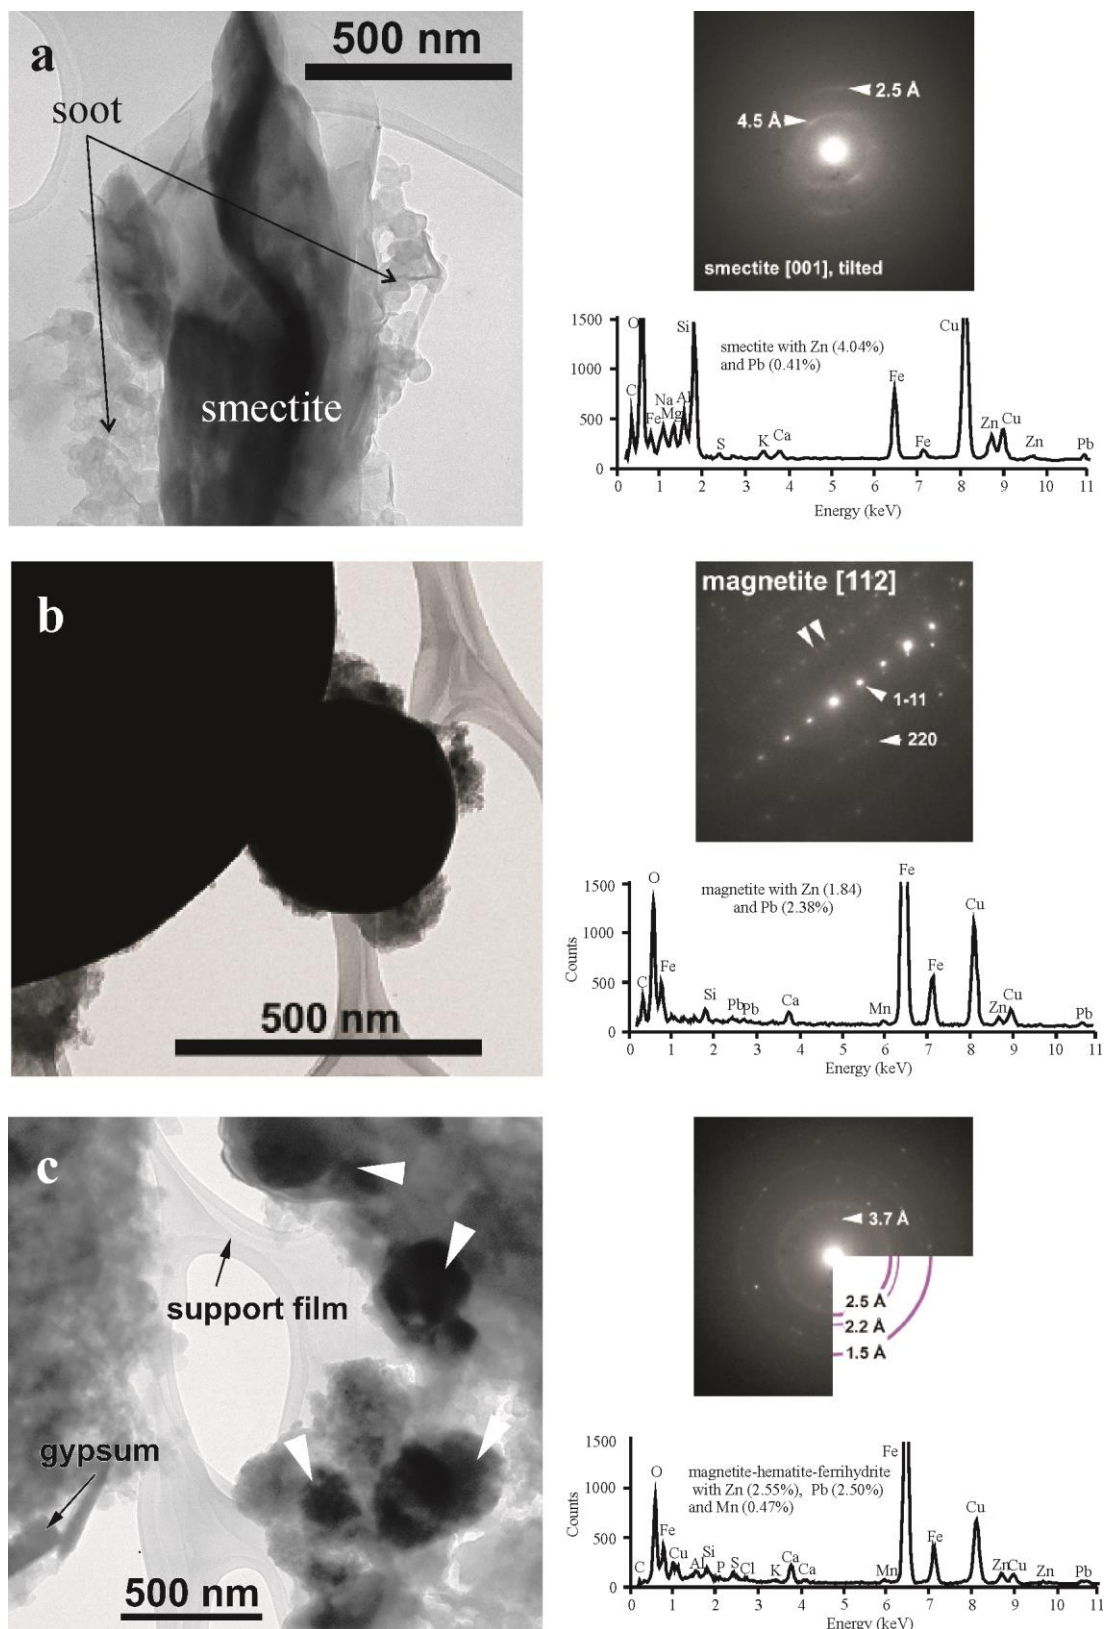 a
500 nm
soot
smectite
2.5 Å
4.5 Å
smectite [001], tilted
1500
1000
500
0
O
Si
smectite with Zn (4.04%)
and Pb (0.41%)
Cu
C
Fe
Na
Mg
Al
S
K
Ca
Fe
Fe
Zn
Cu
Zn
Pb
0 1 2 3 4 5 6 7 8 9 10 11
Energy (keV)
b
500 nm
magnetite [112]
1-11
220
Counts
1500
1000
500
0
O
magnetite with Zn (1.84)
and Pb (2.38%)
Fe
Cu
C
Fe
Si
Pb
Pb
Ca
Mn
Fe
Zn
Cu
Pb
0 1 2 3 4 5 6 7 8 9 10 11
Energy (keV)
c
support film
gypsum
500 nm
3.7 Å
2.5 Å
2.2 Å
1.5 Å
Counts
1500
1000
500
0
O
magnetite-hematite-ferrihydrite
with Zn (2.55%), Pb (2.50%)
and Mn (0.47%)
Fe
Cu
C
Fe
Cu
Al
Si
P
S
Cl
K
Ca
Ca
Mn
Fe
Zn
Cu
Zn
Pb
0 1 2 3 4 5 6 7 8 9 10 11
Energy (keV)